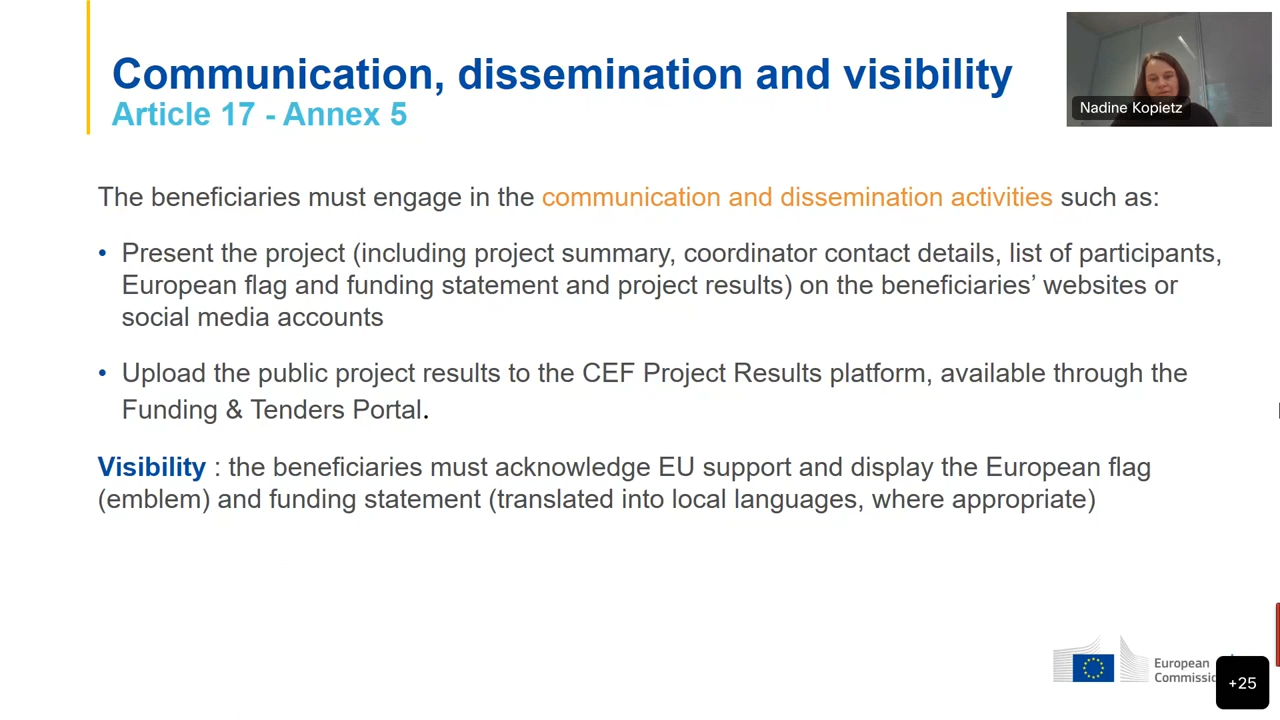 Communication, dissemination and visibility
Article 17 - Annex 5
Nadine Kopietz
The beneficiaries must engage in the communication and dissemination activities such as:
• Present the project (including project summary, coordinator contact details, list of participants,
European flag and funding statement and project results) on the beneficiaries’ websites or
social media accounts
• Upload the public project results to the CEF Project Results platform, available through the
Funding & Tenders Portal.
Visibility : the beneficiaries must acknowledge EU support and display the European flag
(emblem) and funding statement (translated into local languages, where appropriate)
European
+25